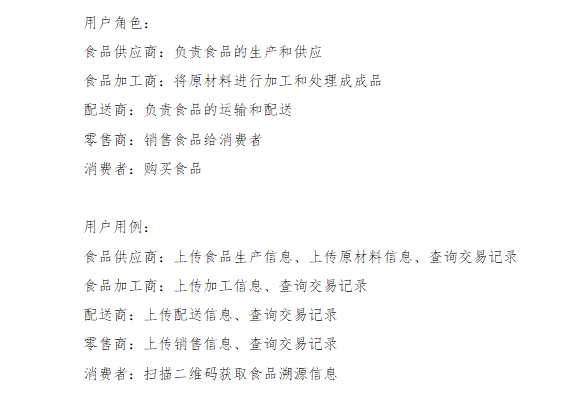 用户角色：
食品供应商：负责食品的生产和供应
食品加工商：将原材料进行加工和处理成成品
配送商：负责食品的运输和配送
零售商：销售食品给消费者
消费者：购买食品
用户用例：
食品供应商：上传食品生产信息、上传原材料信息、查询交易记录
食品加工商：上传加工信息、查询交易记录
配送商：上传配送信息、查询交易记录
零售商：上传销售信息、查询交易记录
消费者：扫描二维码获取食品溯源信息